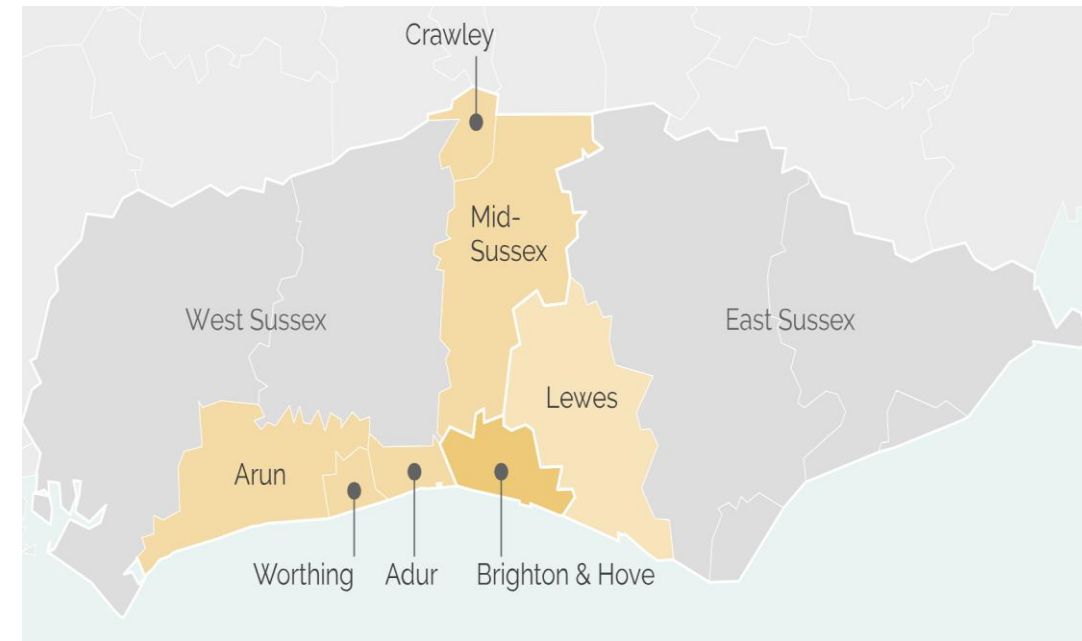 Crawley
Mid-
Sussex
West Sussex
East Sussex
Lewes
Arun
Worthing
Adur
Brighton & Hove